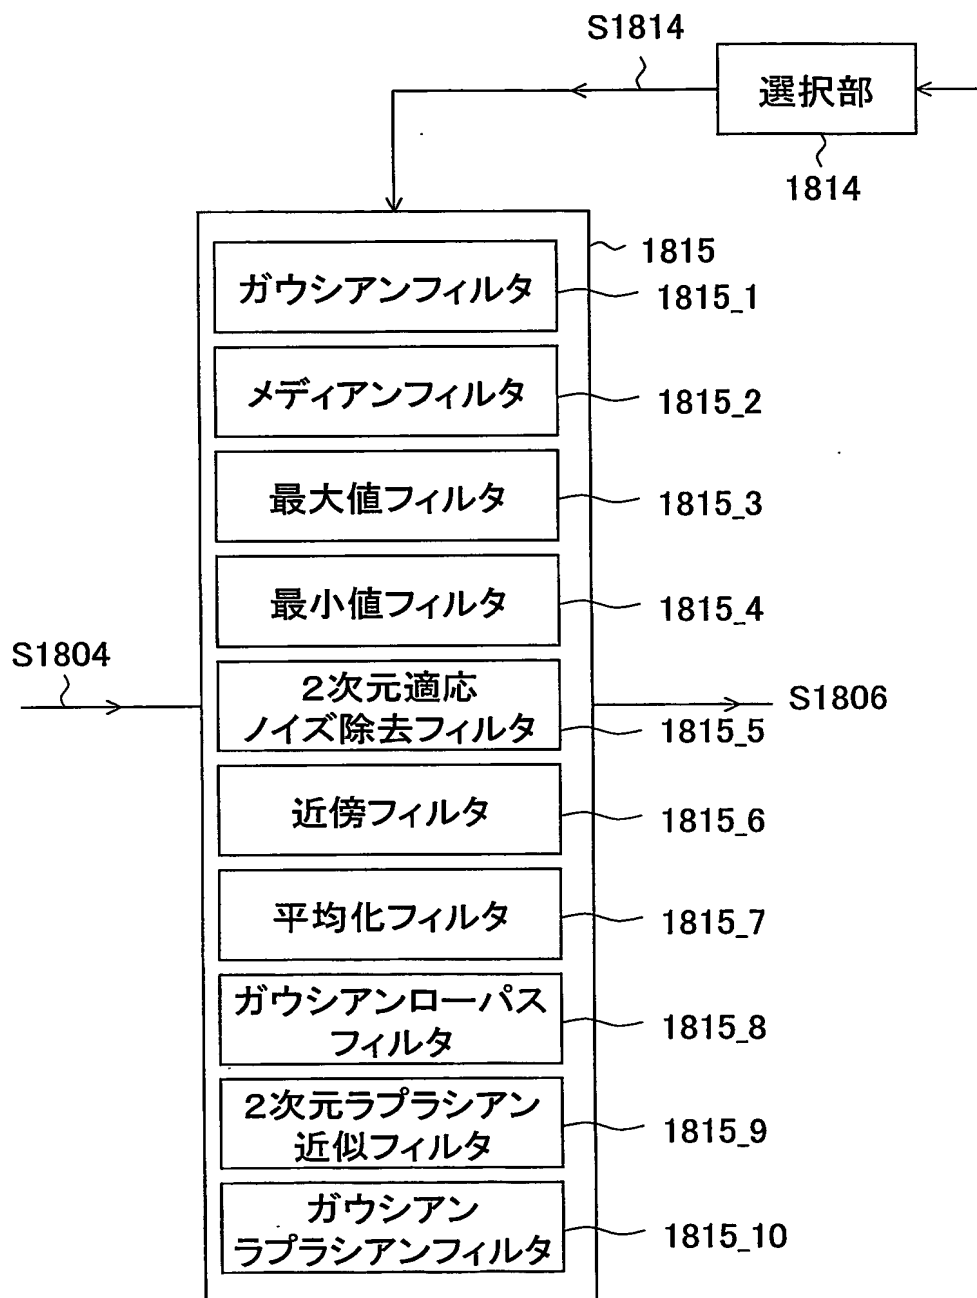 S1814
選択部
1814
1815
ガウシアンフィルタ
1815_1
メディアンフィルタ
1815_2
最大値フィルタ
1815_3
最小値フィルタ
1815_4
S1804
2次元適応
ノイズ除去フィルタ
1815_5
S1806
近傍フィルタ
1815_6
平均化フィルタ
1815_7
ガウシアンローパス
フィルタ
1815_8
2次元ラプラシアン
近似フィルタ
1815_9
ガウシアン
ラプラシアンフィルタ
1815_10